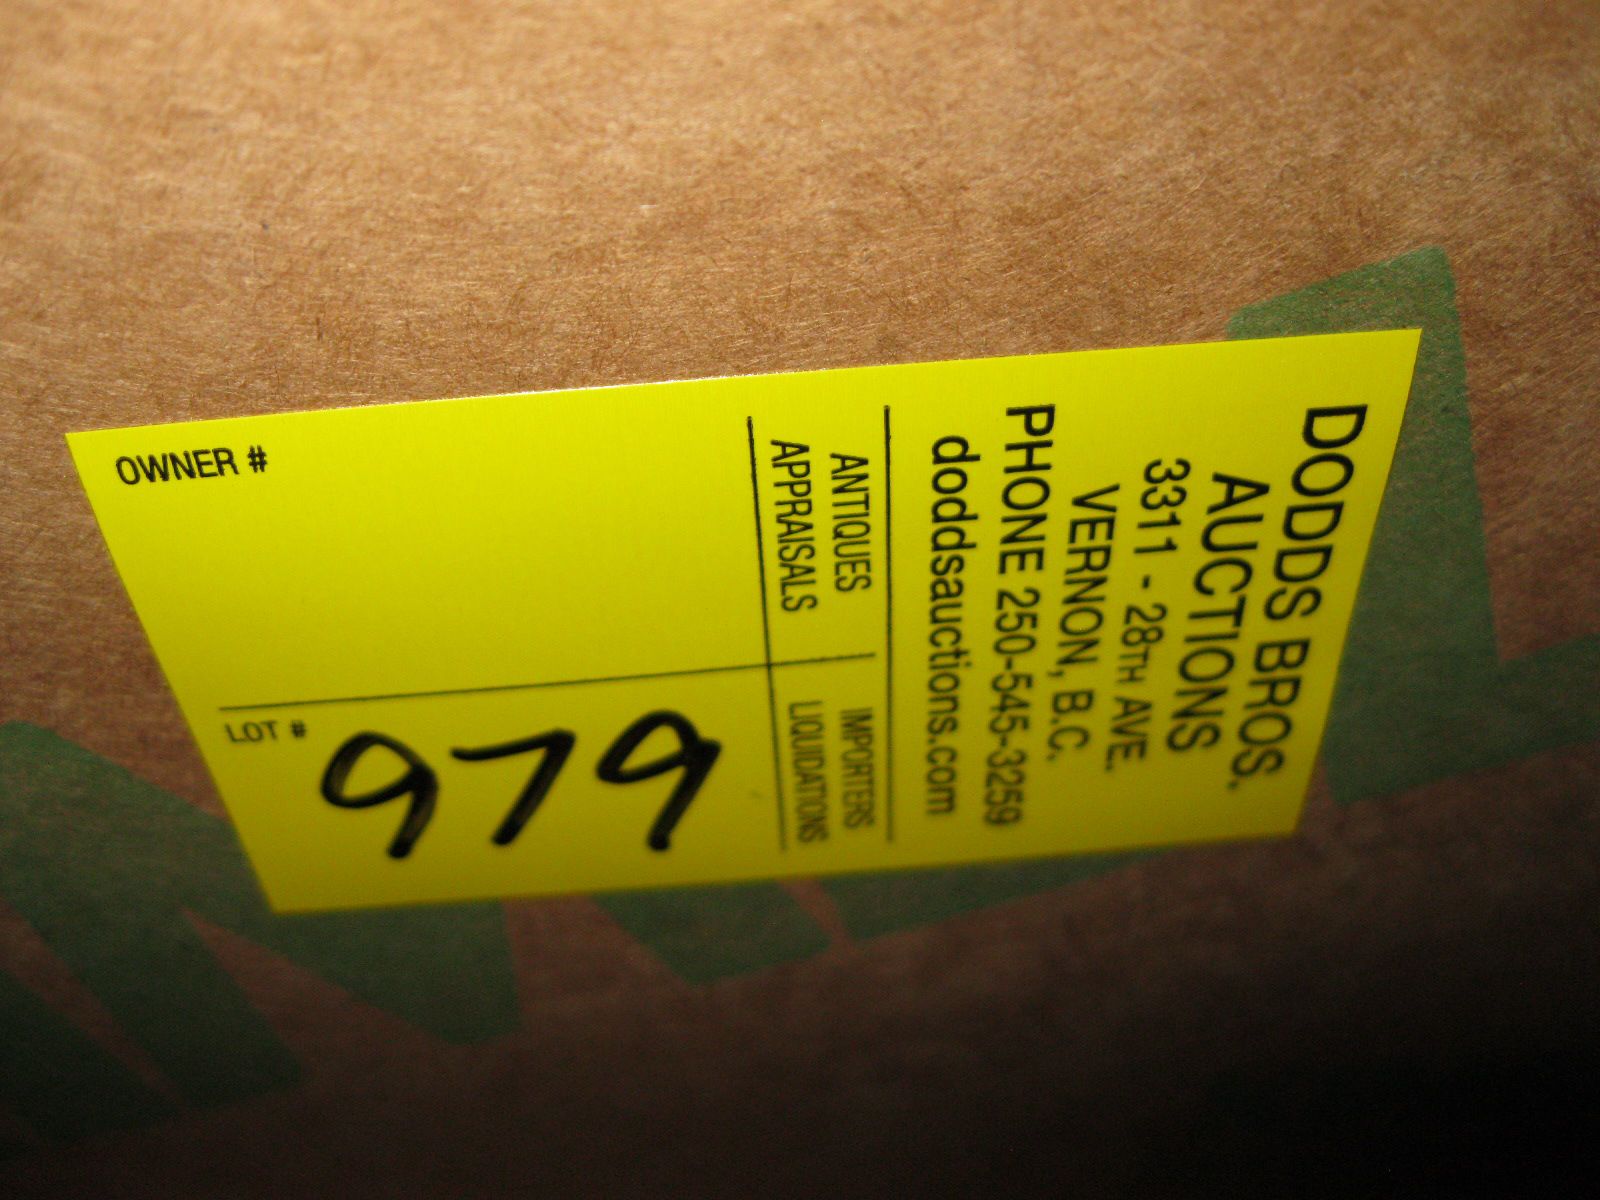 DODDS BROS.
AUCTIONS
3311 - 28TH AVE.
VERNON, B.C.
PHONE 250-545-3259
doddsauctions.com
ANTIQUES IMPORTERS
APPRAISALS LIQUIDATIONS
OWNER #
LOT # 979